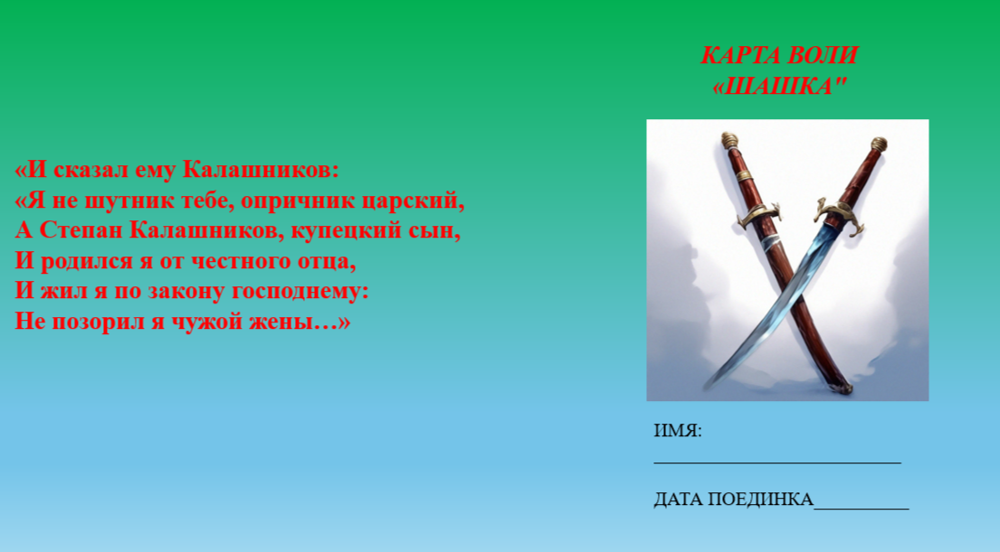 «И сказал ему Калашников:
«Я не шутник тебе, опричник царский,
А Степан Калашников, купецкий сын,
И родился я от честного отца,
И жил я по закону господнему:
Не позорил я чужой жены…»
КАРТА ВОЛИ
«ШАШКА"
ИМЯ:
__________________________
ДАТА ПОЕДИНКА__________